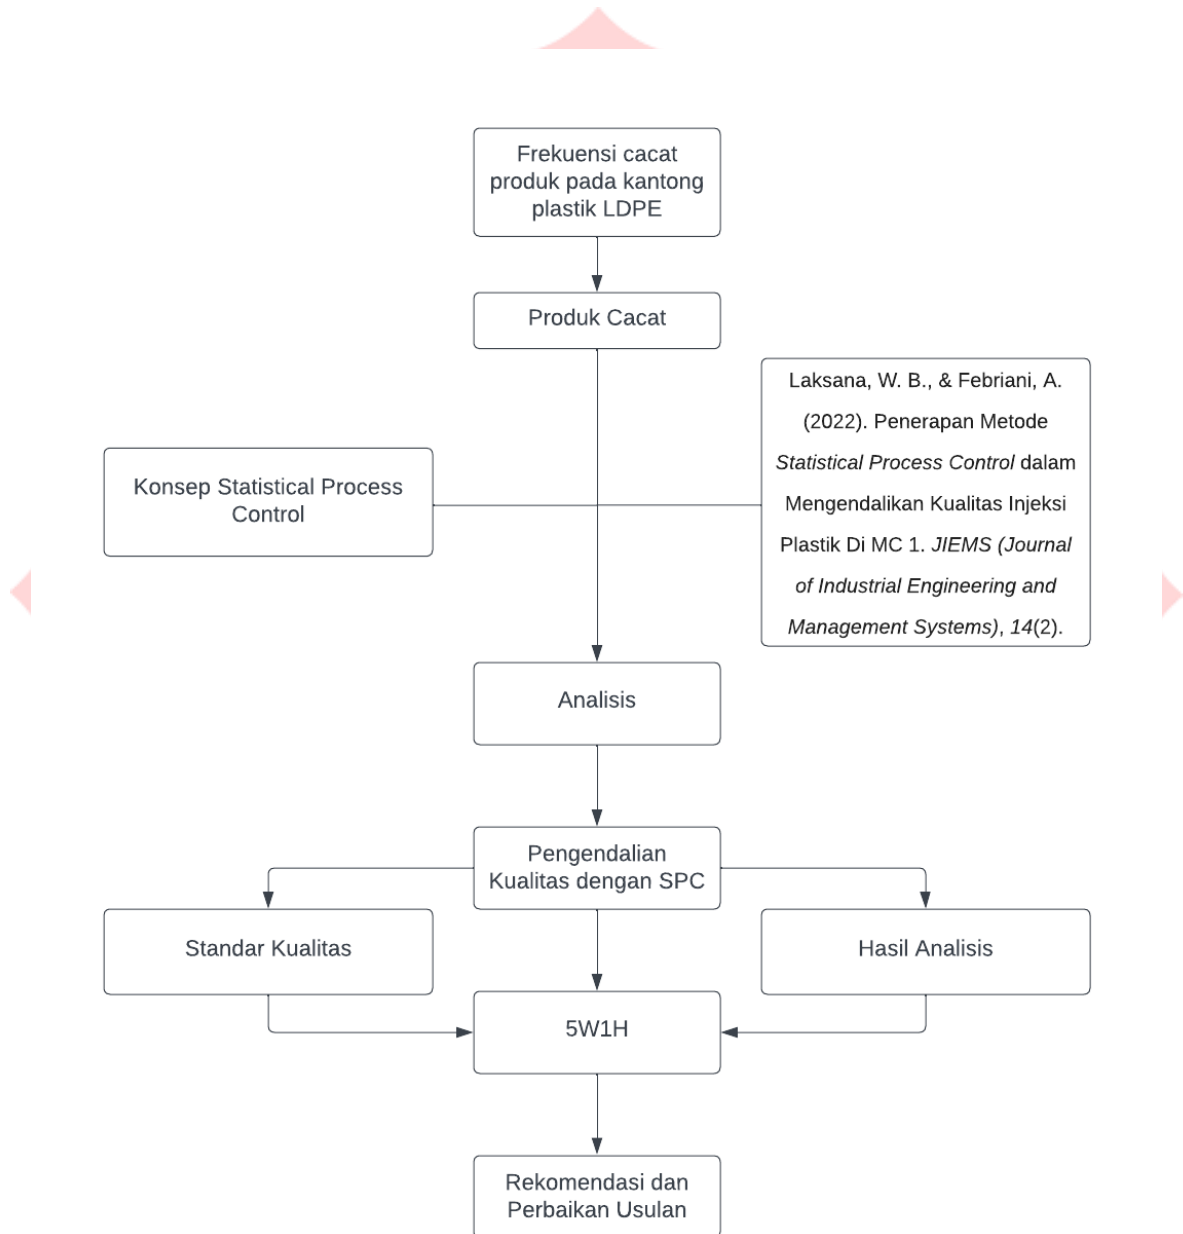 Frekuensi cacat
produk pada kantong
plastik LDPE
Produk Cacat
Konsep Statistical Process
Control
Laksana, W. B., & Febriani, A.
(2022). Penerapan Metode
Statistical Process Control dalam
Mengendalikan Kualitas Injeksi
Plastik Di MC 1. JIEMS (Journal
of Industrial Engineering and
Management Systems), 14(2).
Analisis
Pengendalian
Kualitas dengan SPC
Standar Kualitas
Hasil Analisis
5W1H
Rekomendasi dan
Perbaikan Usulan